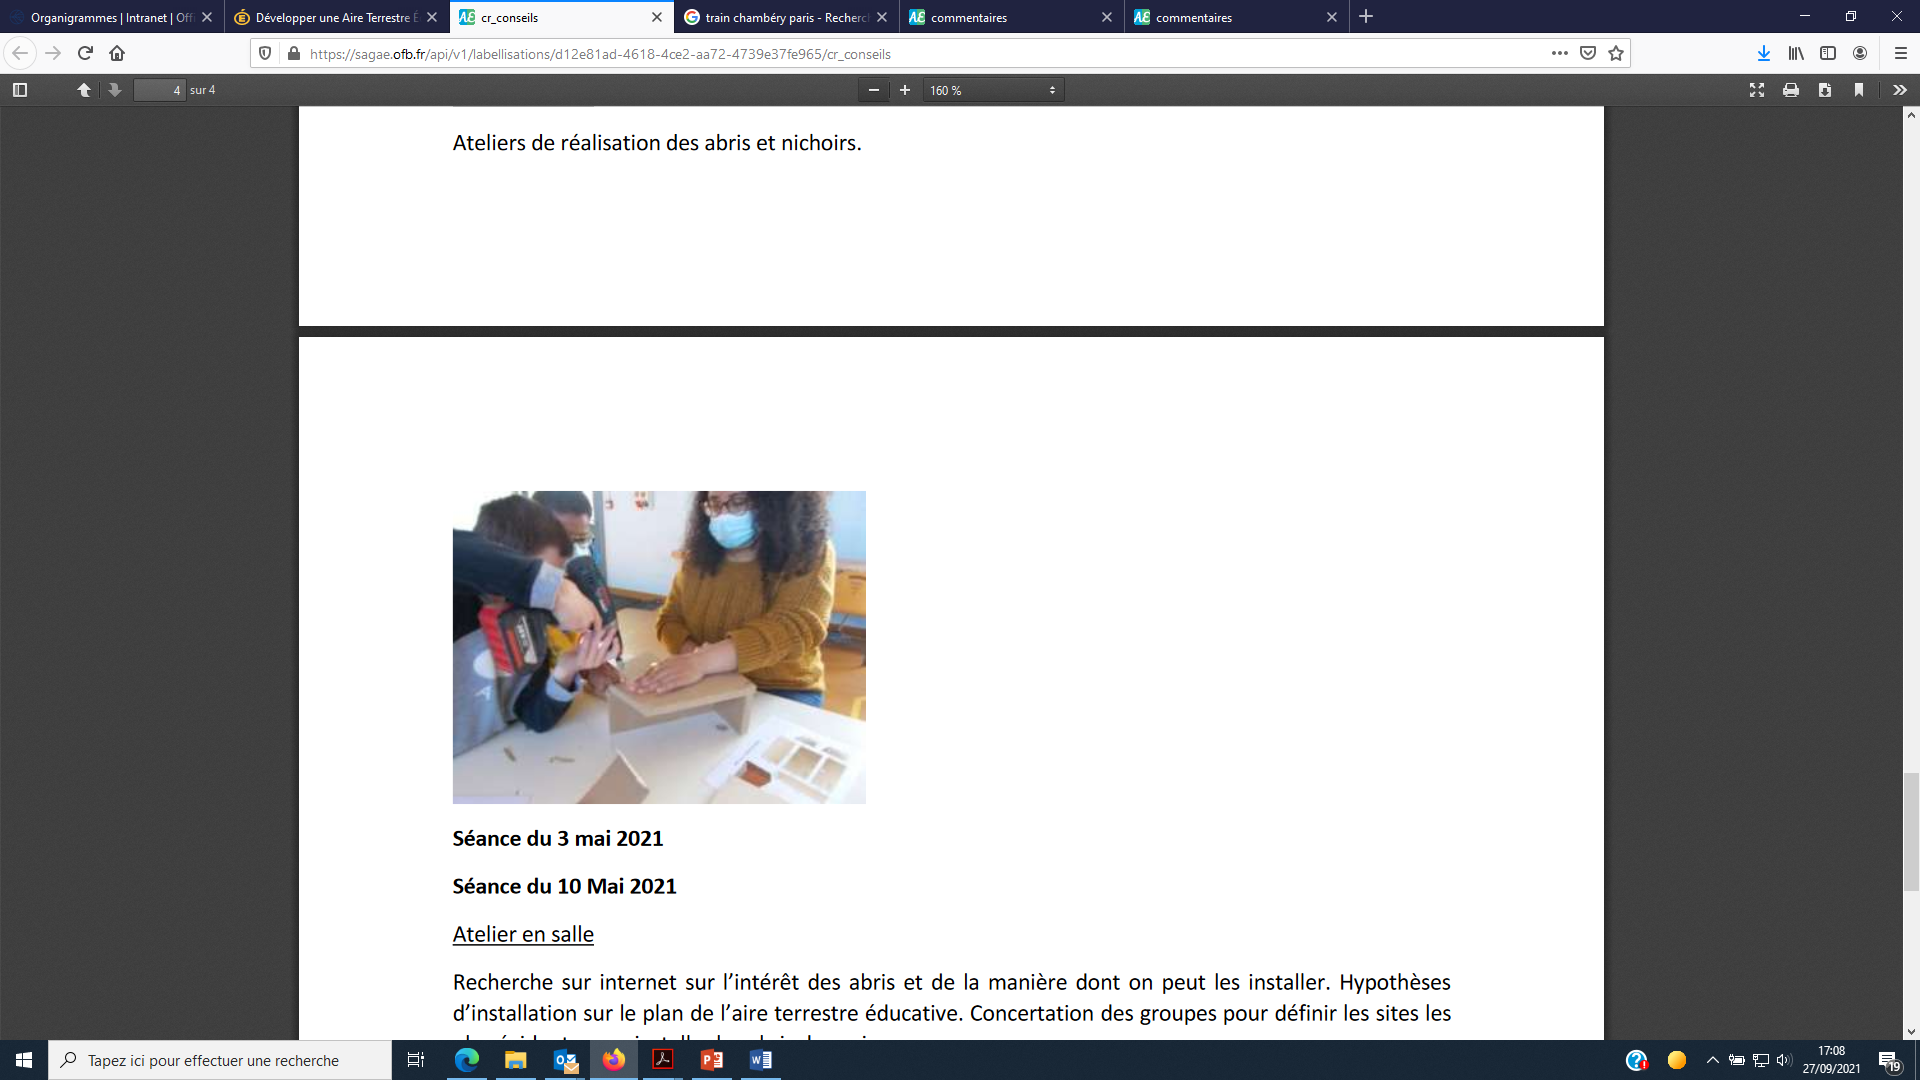 Organigrammes | Intranet | Off
Développer une Aire Terrestre É
cr_conseils
train chambéry paris - Recherc
commentaires
commentaires
https://sagae.ofb.fr/api/v1/labellisations/d12e81ad-4618-4ce2-aa72-4739e37fe965/cr_conseils
4 sur 4
160 %
Ateliers de réalisation des abris et nichoirs.
Séance du 3 mai 2021
Séance du 10 Mai 2021
Atelier en salle
Recherche sur internet sur l’intérêt des abris et de la manière dont on peut les installer. Hypothèses
d’installation sur le plan de l’aire terrestre éducative. Concertation des groupes pour définir les sites les
Tapez ici pour effectuer une recherche
17:08
27/09/2021
19